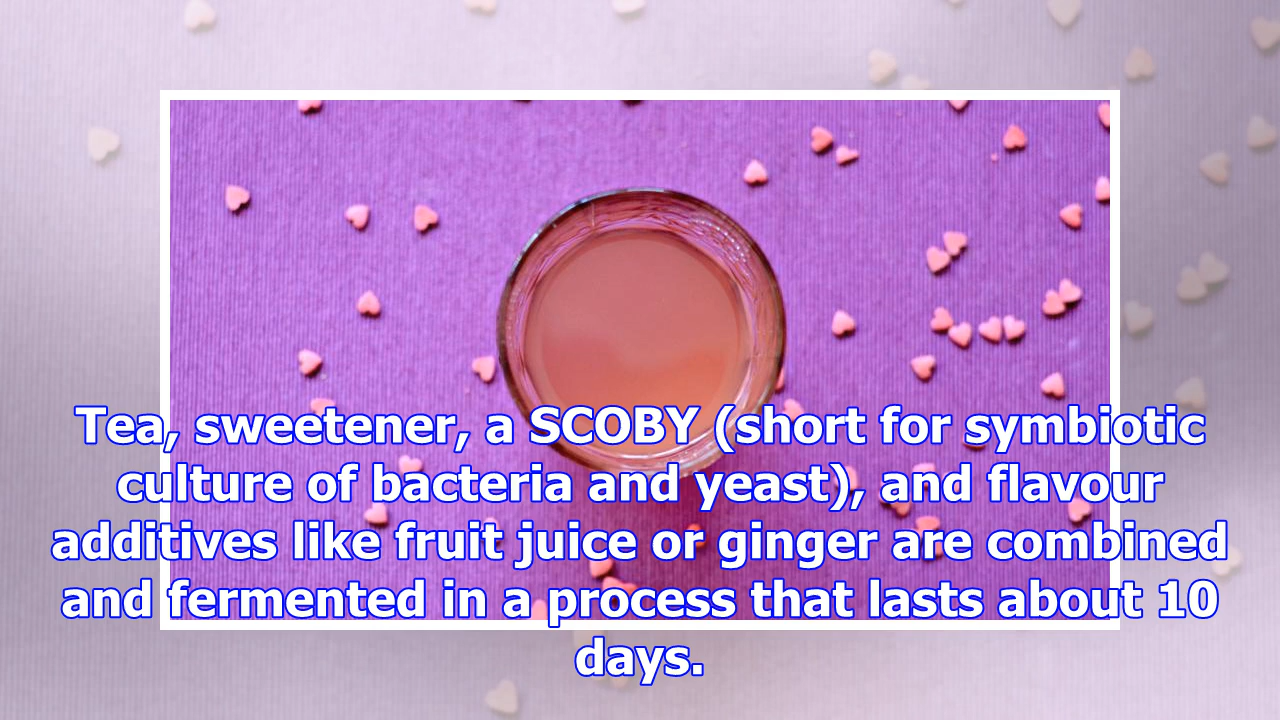 Tea, sweetener, a SCOBY (short for symbiotic
culture of bacteria and yeast), and flavour
additives like fruit juice or ginger are combined
and fermented in a process that lasts about 10
days.